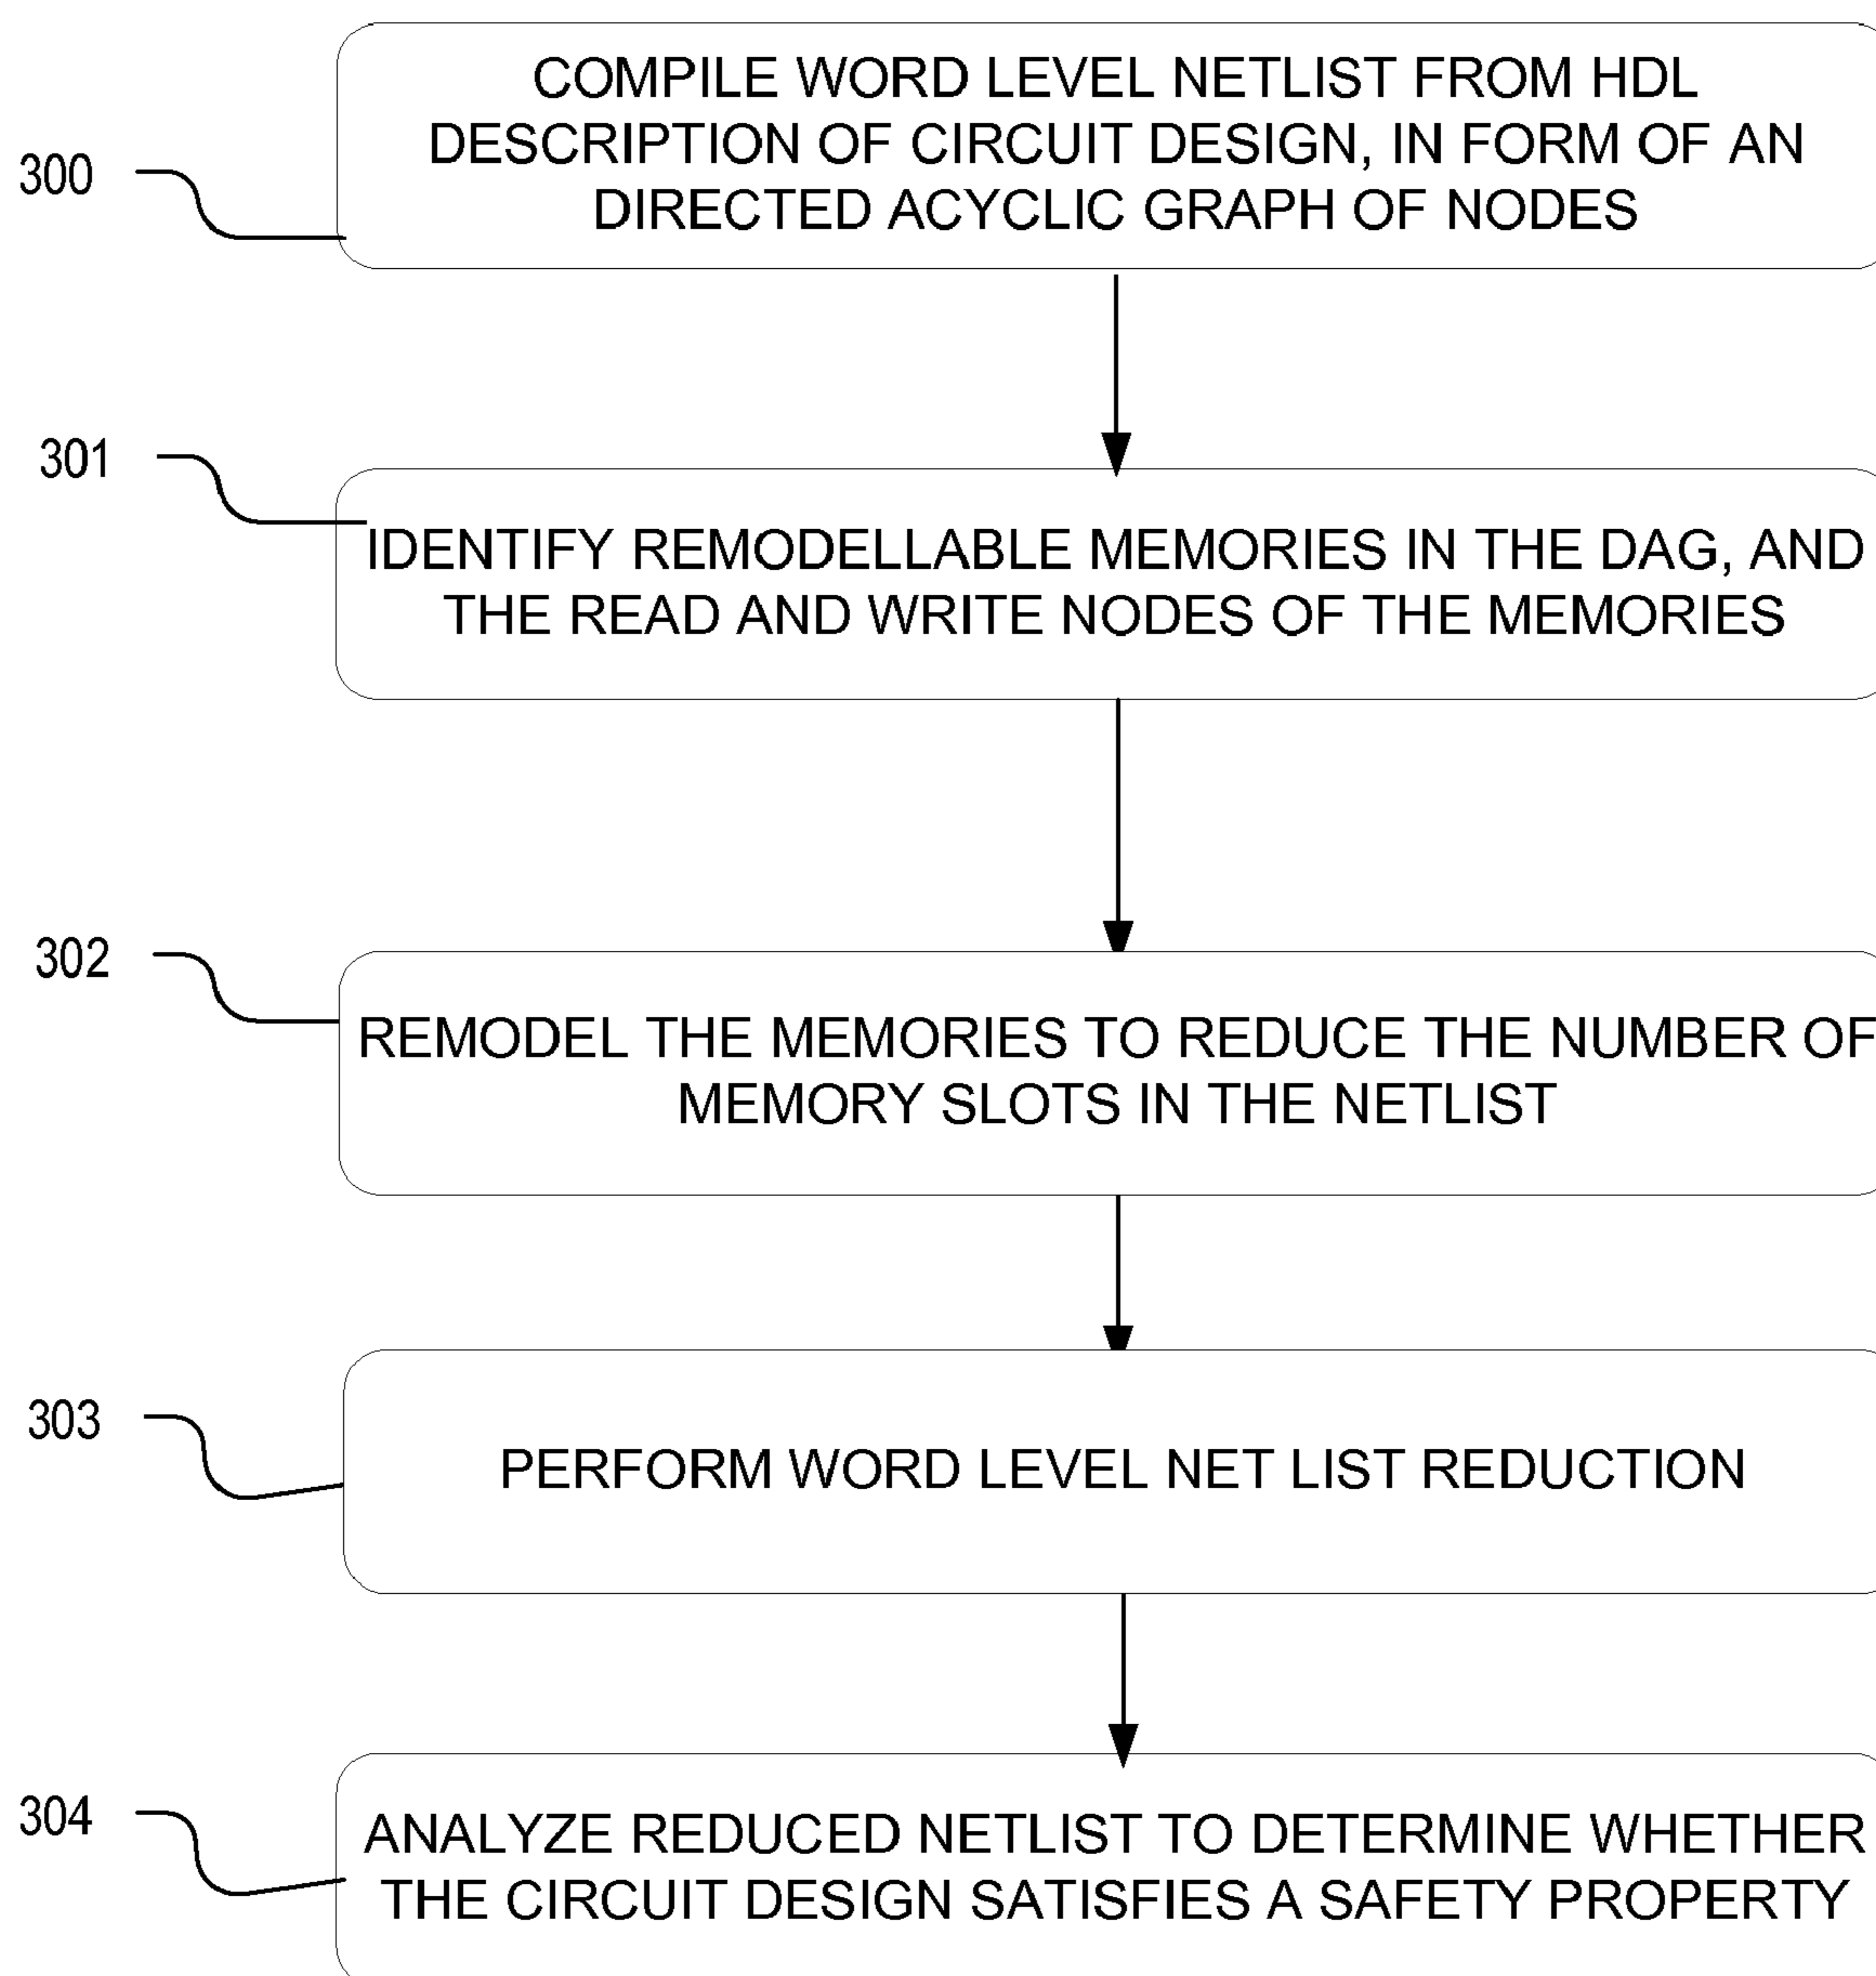 COMPILE WORD LEVEL NETLIST FROM HDL
DESCRIPTION OF CIRCUIT DESIGN, IN FORM OF AN
DIRECTED ACYCLIC GRAPH OF NODES
300
301
IDENTIFY REMODELLABLE MEMORIES IN THE DAG, AND
THE READ AND WRITE NODES OF THE MEMORIES
302
REMODEL THE MEMORIES TO REDUCE THE NUMBER OF
MEMORY SLOTS IN THE NETLIST
303
PERFORM WORD LEVEL NET LIST REDUCTION
304
ANALYZE REDUCED NETLIST TO DETERMINE WHETHER
THE CIRCUIT DESIGN SATISFIES A SAFETY PROPERTY